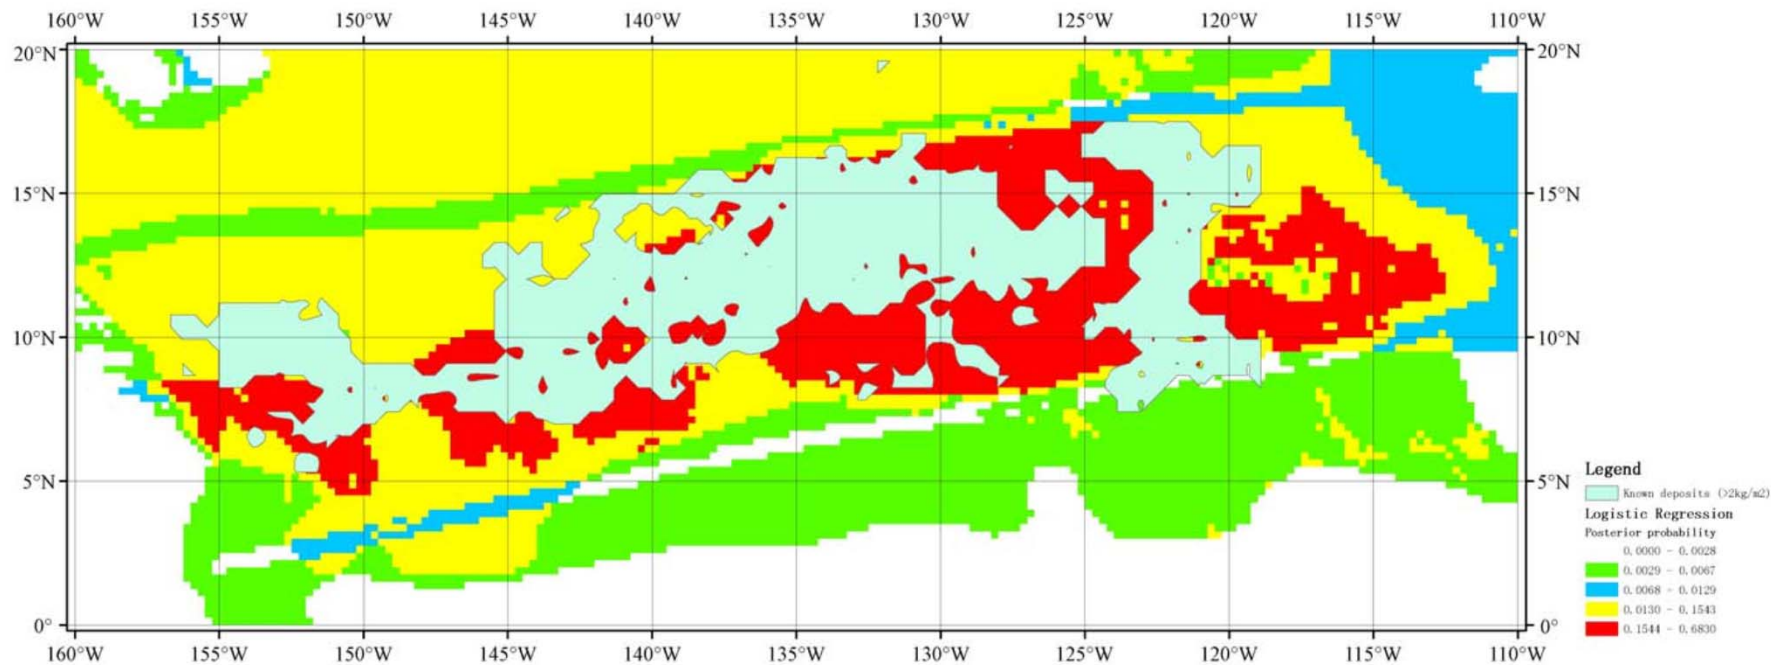 160°W 155°W 150°W 145°W 140°W 135°W 130°W 125°W 120°W 115°W 110°W
20°N 20°N
15°N 15°N
10°N 10°N
5°N 5°N
0° 0°
160°W 155°W 150°W 145°W 140°W 135°W 130°W 125°W 120°W 115°W 110°W
Legend
Known deposits (>2kg/m2)
Logistic Regression
Posterior probability
0.0000 - 0.0028
0.0029 - 0.0067
0.0068 - 0.0129
0.0130 - 0.1543
0.1544 - 0.6830